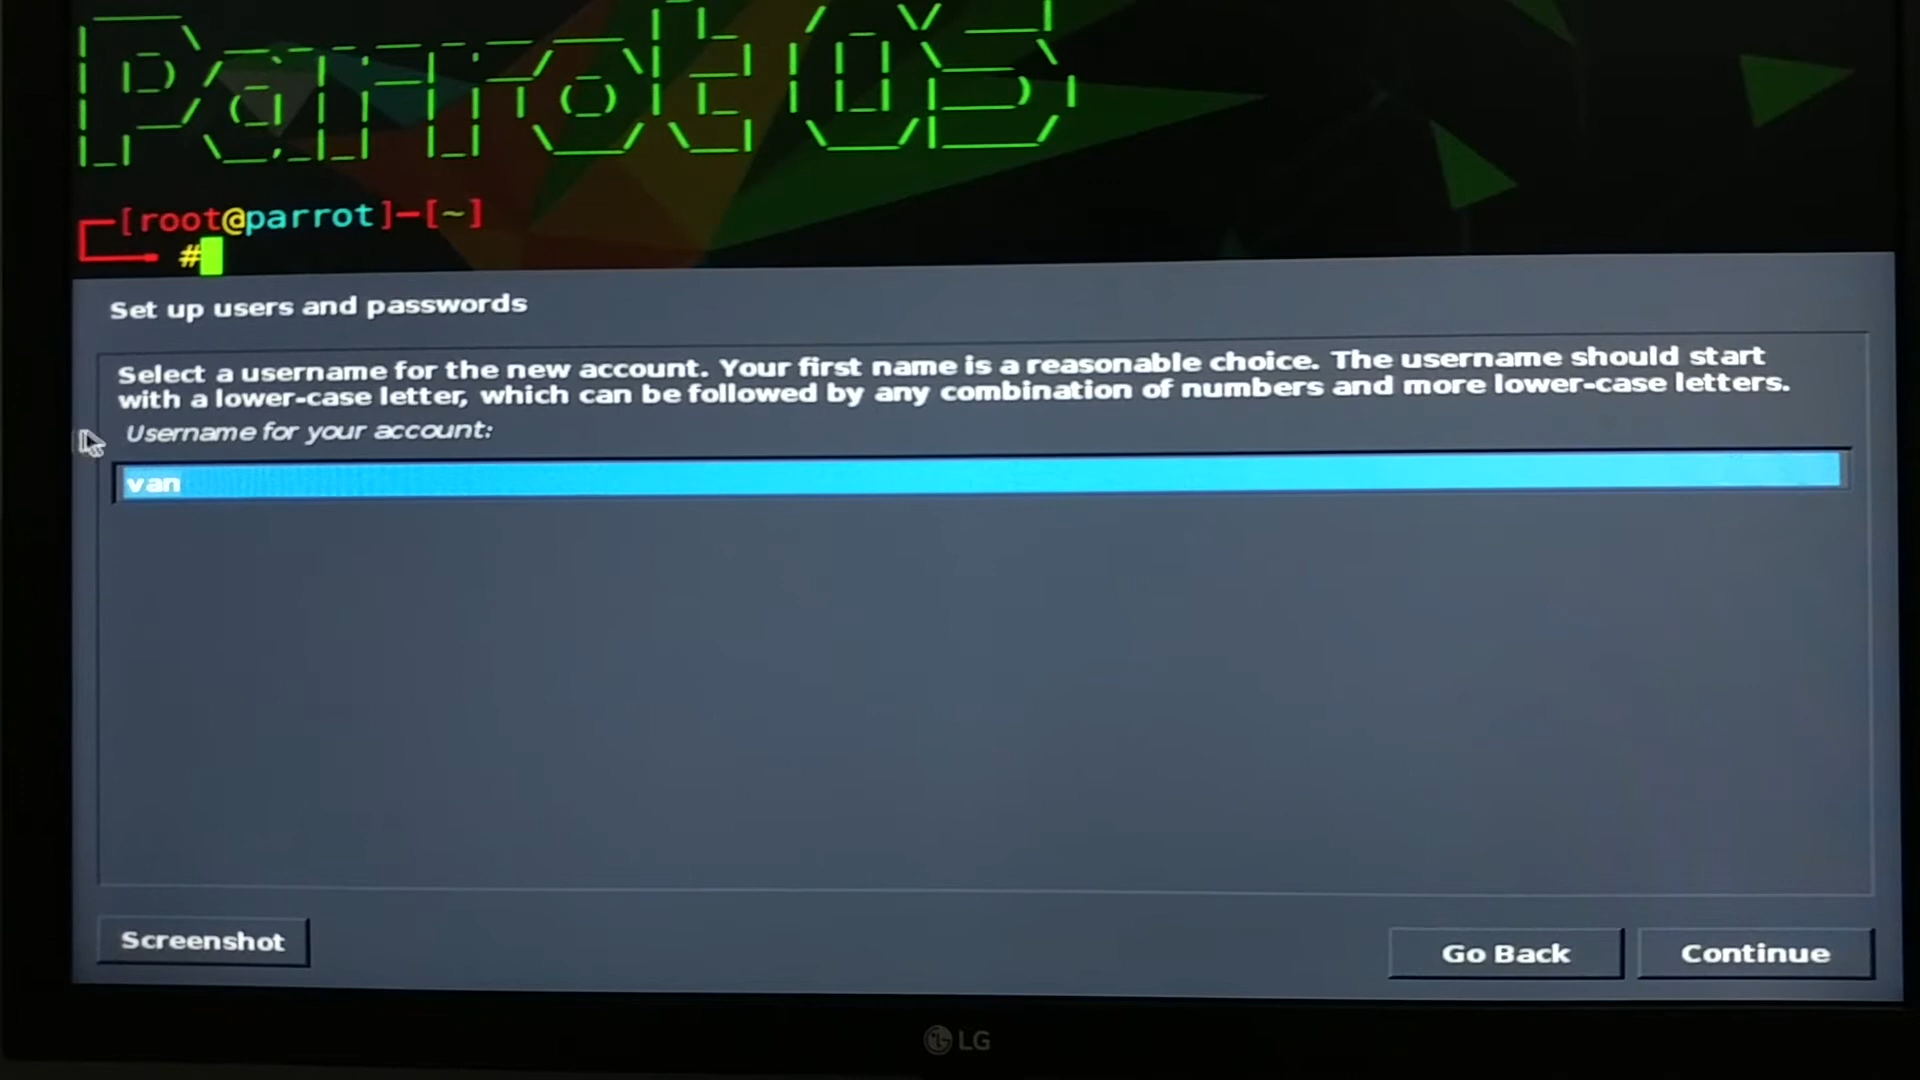 Parrot OS
[root@parrot]-[~]
#
Set up users and passwords
Select a username for the new account. Your first name is a reasonable choice. The username should start
with a lower-case letter, which can be followed by any combination of numbers and more lower-case letters.
Username for your account:
van
Screenshot
Go Back
Continue
LG